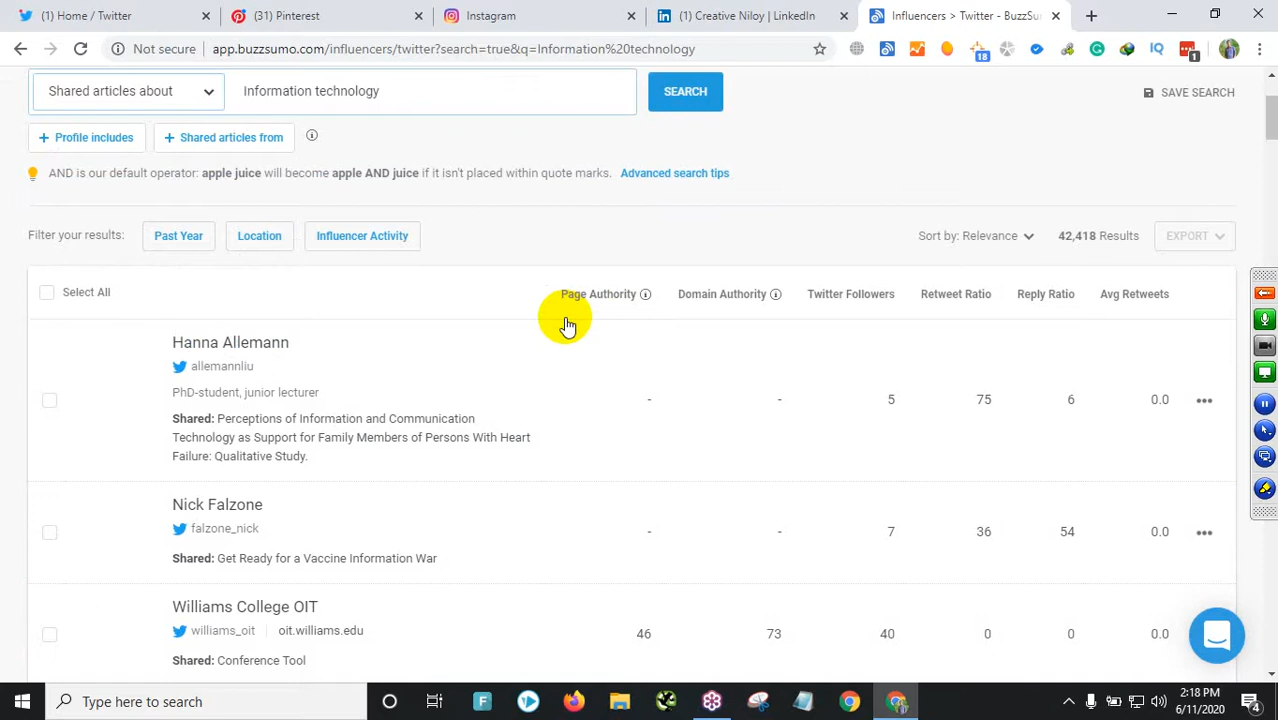 (1) Home / Twitter
(31) Pinterest
Instagram
(1) Creative Niloy | LinkedIn
Influencers > Twitter - BuzzSum
Not secure
app.buzzsumo.com/influencers/twitter?search=true&q=Information%20technology
18
1
Shared articles about
Information technology
SEARCH
SAVE SEARCH
+ Profile includes
+ Shared articles from
AND is our default operator: apple juice will become apple AND juice if it isn't placed within quote marks.
Advanced search tips
Filter your results:
Past Year
Location
Influencer Activity
Sort by: Relevance
42,418 Results
EXPORT
Select All
Page Authority
Domain Authority
Twitter Followers
Retweet Ratio
Reply Ratio
Avg Retweets
Hanna Allemann
allemannliu
PhD-student, junior lecturer
Shared: Perceptions of Information and Communication
Technology as Support for Family Members of Persons With Heart
Failure: Qualitative Study.
-
-
5
75
6
0.0
Nick Falzone
falzone_nick
Shared: Get Ready for a Vaccine Information War
-
-
7
36
54
0.0
Williams College OIT
williams_oit
oit.williams.edu
Shared: Conference Tool
46
73
40
0
0
0.0
Type here to search
2:18 PM
6/11/2020
4